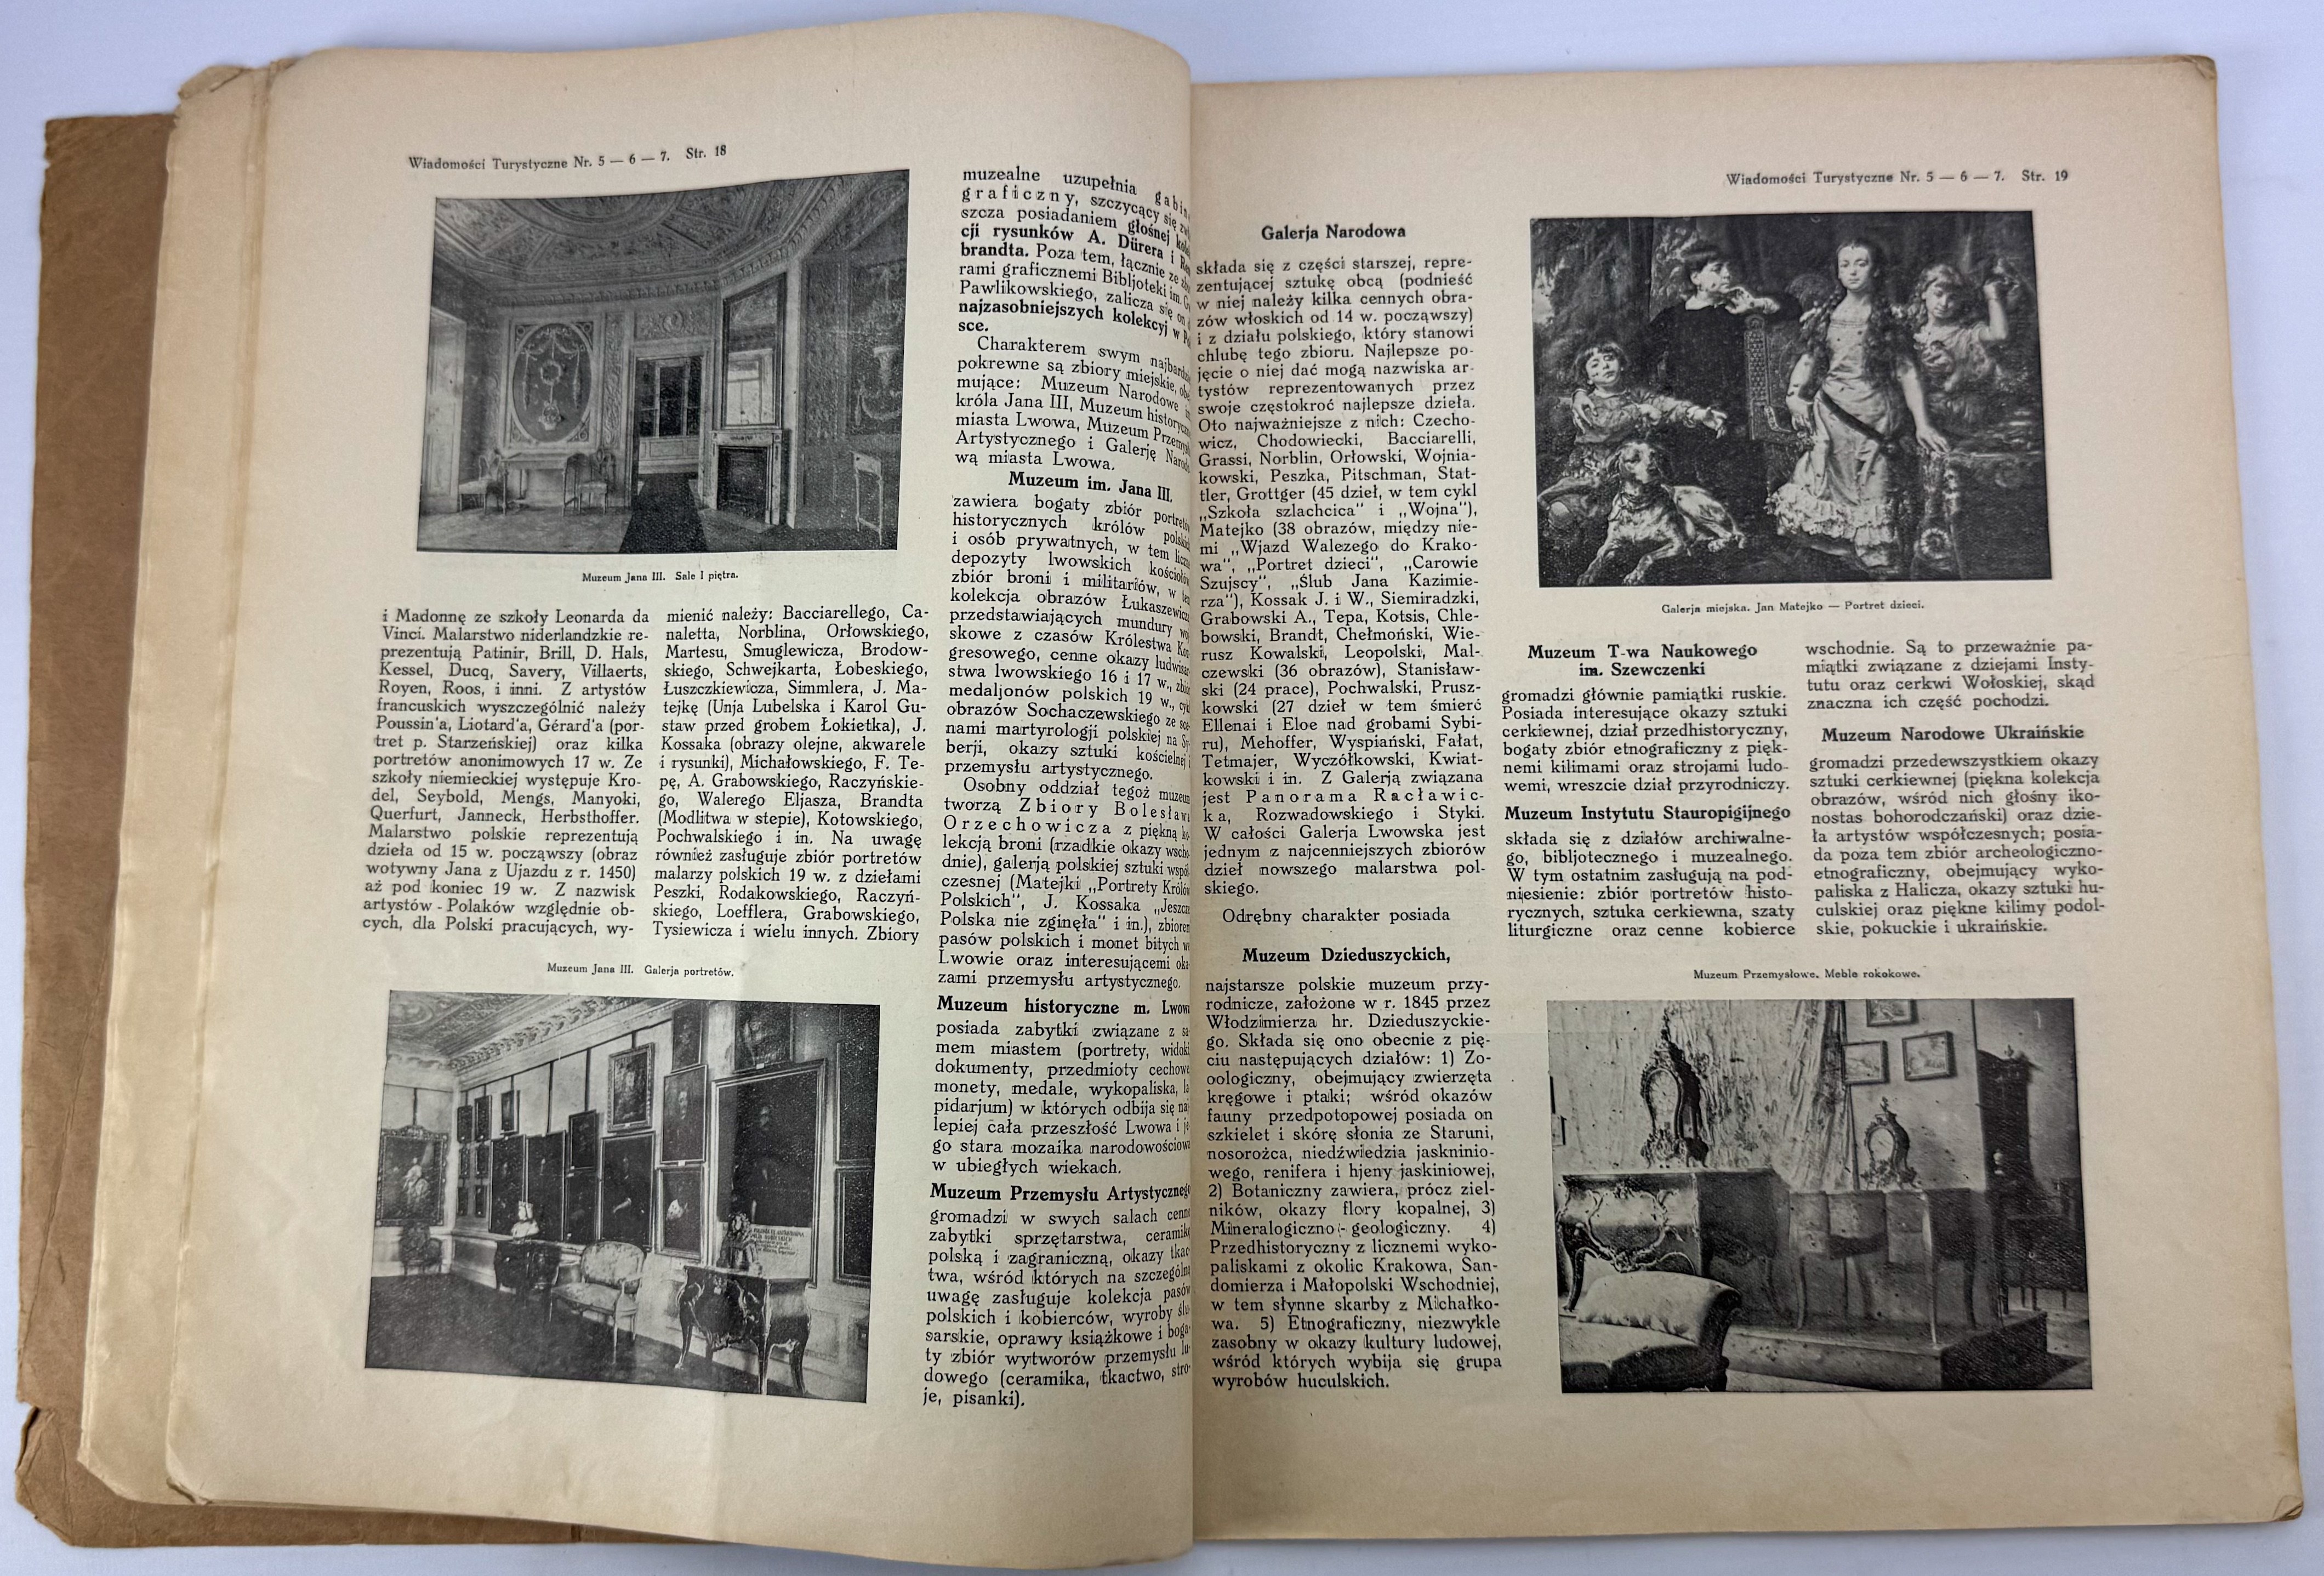 Wiadomości Turystyczne Nr. 5 — 6 — 7. Str. 18
Muzeum Jana III. Sale I piętra.
i Madonnę ze szkoły Leonarda da
Vinci. Malarstwo niderlandzkie re-
prezentują Patinir, Brill, D. Hals,
Kessel, Ducq, Savery, Villaerts,
Royen, Roos, i inni. Z artystów
francuskich wyszczególnić należy
Poussin'a, Liotard'a, Gérard'a (por-
tret p. Starzeńskiej) oraz kilka
portretów anonimowych 17 w. Ze
szkoły niemieckiej występuje Kro-
del, Seybold, Mengs, Manyoki,
Querfurt, Janneck, Herbsthoffer.
Malarstwo polskie reprezentują
dzieła od 15 w. począwszy (obraz
wotywny Jana z Ujazdu z r. 1450)
aż pod koniec 19 w. Z nazwisk
artystów - Polaków względnie ob-
cych, dla Polski pracujących, wy-
mienić należy: Bacciarellego, Ca-
naletta, Norblina, Orłowskiego,
Martesu, Smuglewicza, Brodow-
skiego, Schwejkarta, Łobeskiego,
Łuszczkiewicza, Simmlera, J. Ma-
tejkę (Unja Lubelska i Karol Gu-
staw przed grobem Łokietka), J.
Kossaka (obrazy olejne, akwarele
i rysunki), Michałowskiego, F. Te-
pę, A. Grabowskiego, Raczyńskie-
go, Walerego Eljasza, Brandta
(Modlitwa w stepie), Kotowskiego,
Pochwalskiego i in. Na uwagę
również zasługuje zbiór portretów
malarzy polskich 19 w. z dziełami
Peszki, Rodakowskiego, Raczyń-
skiego, Loefflera, Grabowskiego,
Tysiewicza i wielu innych. Zbiory
Muzeum Jana III. Galerja portretów.
muzealne uzupełnia
graficzny, szczycący się
szcza posiadaniem głośnej
cji rysunków A. Dürera i
brandta. Poza tem, łącznie ze
rami graficznemi Bibljoteki im.
Pawlikowskiego, zalicza się on
najzasobniejszych kolekcyj w
sce.
Charakterem swym
pokrewne są zbiory miejskie,
mujące: Muzeum Narodowe
króla Jana III, Muzeum
miasta Lwowa, Muzeum
Artystycznego i Galerję
wą miasta Lwowa.
Muzeum im. Jana III.
zawiera bogaty zbiór
historycznych królów
i osób prywatnych, w tem
depozyty lwowskich
zbiór broni i militariów, w
kolekcja obrazów
przedstawiających mundury
skowe z czasów Królestwa
gresowego, cenne okazy
stwa lwowskiego 16 i 17 w.,
medaljonów polskich 19 w.,
obrazów Sochaczewskiego ze
nami martyrologji polskiej na
berji, okazy sztuki kościelnej
przemysłu artystycznego.
Osobny oddział tegoż
tworzą Zbiory Bolesława
Orzechowicza z piękną
lekcją broni (rzadkie okazy
dnie), galerją polskiej sztuki
czesnej (Matejki „Portrety Królów
Polskich", J. Kossaka „Jeszcze
Polska nie zginęła" i in.), zbiorem
pasów polskich i monet bitych
Lwowie oraz interesującemi oka-
zami przemysłu artystycznego.
Muzeum historyczne m. Lwowa
posiada zabytki związane z
mem miastem (portrety, widoki
dokumenty, przedmioty cechowe
monety, medale, wykopaliska,
pidarjum) w których odbija się
lepiej cała przeszłość Lwowa i
go stara mozaika narodowościowa
w ubiegłych wiekach.
Muzeum Przemysłu Artystycznego
gromadzi w swych salach cenne
zabytki sprzętarstwa, ceramikę
polską i zagraniczną, okazy tkac-
twa, wśród których na szczególną
uwagę zasługuje kolekcja pasów
polskich i kobierców, wyroby
sarskie, oprawy książkowe i boga-
ty zbiór wytworów przemysłu lu-
dowego (ceramika, tkactwo, stro-
je, pisanki).
Wiadomości Turystyczne Nr. 5 — 6 — 7. Str. 19
Galerja Narodowa
składa się z części starszej, repre-
zentującej sztukę obcą (podnieść
w niej należy kilka cennych obra-
zów włoskich od 14 w. począwszy)
i z działu polskiego, który stanowi
chlubę tego zbioru. Najlepsze po-
jęcie o niej dać mogą nazwiska ar-
tystów reprezentowanych przez
swoje częstokroć najlepsze dzieła.
Oto najważniejsze z nich: Czecho-
wicz, Chodowiecki, Bacciarelli,
Grassi, Norblin, Orłowski, Wojnia-
kowski, Peszka, Pitschman, Stat-
tler, Grottger (45 dzieł, w tem cykl
„Szkoła szlachcica" i „Wojna"),
Matejko (38 obrazów, między nie-
mi „Wjazd Walezego do Krako-
wa", „Portret dzieci", „Carowie
Szujscy", „Ślub Jana Kazimie-
rza"), Kossak J. i W., Siemiradzki,
Grabowski A., Tepa, Kotsis, Chle-
bowski, Brandt, Chełmoński, Wie-
rusz Kowalski, Leopolski, Mal-
czewski (36 obrazów), Stanisław-
ski (24 prace), Pochwalski, Prusz-
kowski (27 dzieł w tem śmierć
Ellenai i Eloe nad grobami Sybi-
ru), Mehoffer, Wyspiański, Fałat,
Tetmajer, Wyczółkowski, Kwiat-
kowski i in. Z Galerją związana
jest Panorama Racławic-
ka, Rozwadowskiego i Styki.
W całości Galerja Lwowska jest
jednym z najcenniejszych zbiorów
dzieł nowszego malarstwa pol-
skiego.
Odrębny charakter posiada
Muzeum Dzieduszyckich,
najstarsze polskie muzeum przy-
rodnicze, założone w r. 1845 przez
Włodzimierza hr. Dzieduszyckie-
go. Składa się ono obecnie z pię-
ciu następujących działów: 1) Zo-
oologiczny, obejmujący zwierzęta
kręgowe i ptaki; wśród okazów
fauny przedpotopowej posiada on
szkielet i skórę słonia ze Staruni,
nosorożca, niedźwiedzia jaskninio-
wego, renifera i hjeny jaskiniowej,
2) Botaniczny zawiera, prócz ziel-
ników, okazy flory kopalnej, 3)
Mineralogiczno - geologiczny. 4)
Przedhistoryczny z licznemi wyko-
paliskami z okolic Krakowa, San-
domierza i Małopolski Wschodniej,
w tem słynne skarby z Michałko-
wa. 5) Etnograficzny, niezwykle
zasobny w okazy kultury ludowej,
wśród których wybija się grupa
wyrobów huculskich.
Galerja miejska. Jan Matejko — Portret dzieci.
Muzeum T-wa Naukowego
im. Szewczenki
gromadzi głównie pamiątki ruskie.
Posiada interesujące okazy sztuki
cerkiewnej, dział przedhistoryczny,
bogaty zbiór etnograficzny z pięk-
nemi kilimami oraz strojami ludo-
wemi, wreszcie dział przyrodniczy.
Muzeum Instytutu Stauropigijnego
składa się z działów archiwalne-
go, bibljotecznego i muzealnego.
W tym ostatnim zasługują na pod-
niesienie: zbiór portretów histo-
rycznych, sztuka cerkiewna, szaty
liturgiczne oraz cenne kobierce
wschodnie. Są to przeważnie pa-
miątki związane z dziejami Insty-
tutu oraz cerkwi Wołoskiej, skąd
znaczna ich część pochodzi.
Muzeum Narodowe Ukraińskie
gromadzi przedewszystkiem okazy
sztuki cerkiewnej (piękna kolekcja
obrazów, wśród nich głośny iko-
nostas bohorodczański) oraz dzie-
ła artystów współczesnych; posia-
da poza tem zbiór archeologiczno-
etnograficzny, obejmujący wyko-
paliska z Halicza, okazy sztuki hu-
culskiej oraz piękne kilimy podol-
skie, pokuckie i ukraińskie.
Muzeum Przemysłowe. Meble rokokowe.